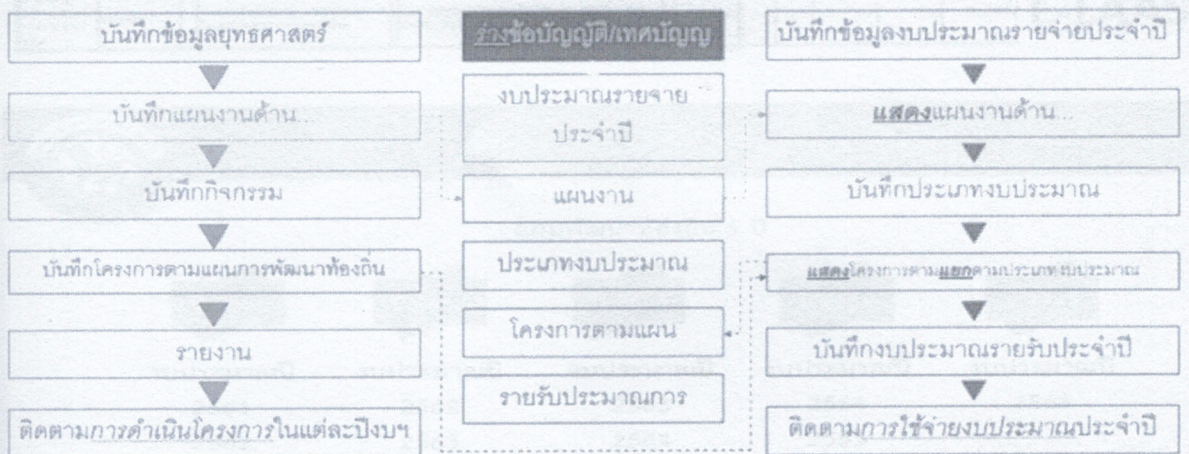 บันทึกข้อมูลยุทธศาสตร์
บันทึกแผนงานด้าน...
บันทึกกิจกรรม
บันทึกโครงการตามแผนการพัฒนาท้องถิ่น
รายงาน
ติดตามการดำเนินโครงการในแต่ละปีงบฯ
ร่างข้อบัญญัติ/เทศบัญญ
งบประมาณรายจาย
ประจำปี
แผนงาน
ประเภทงบประมาณ
โครงการตามแผน
รายรับประมาณการ
บันทึกข้อมูลงบประมาณรายจ่ายประจำปี
แสดงแผนงานด้าน...
บันทึกประเภทงบประมาณ
แสดงโครงการตามแยกตามประเภทงบประมาณ
บันทึกงบประมาณรายรับประจำปี
ติดตามการใช้จ่ายงบประมาณประจำปี